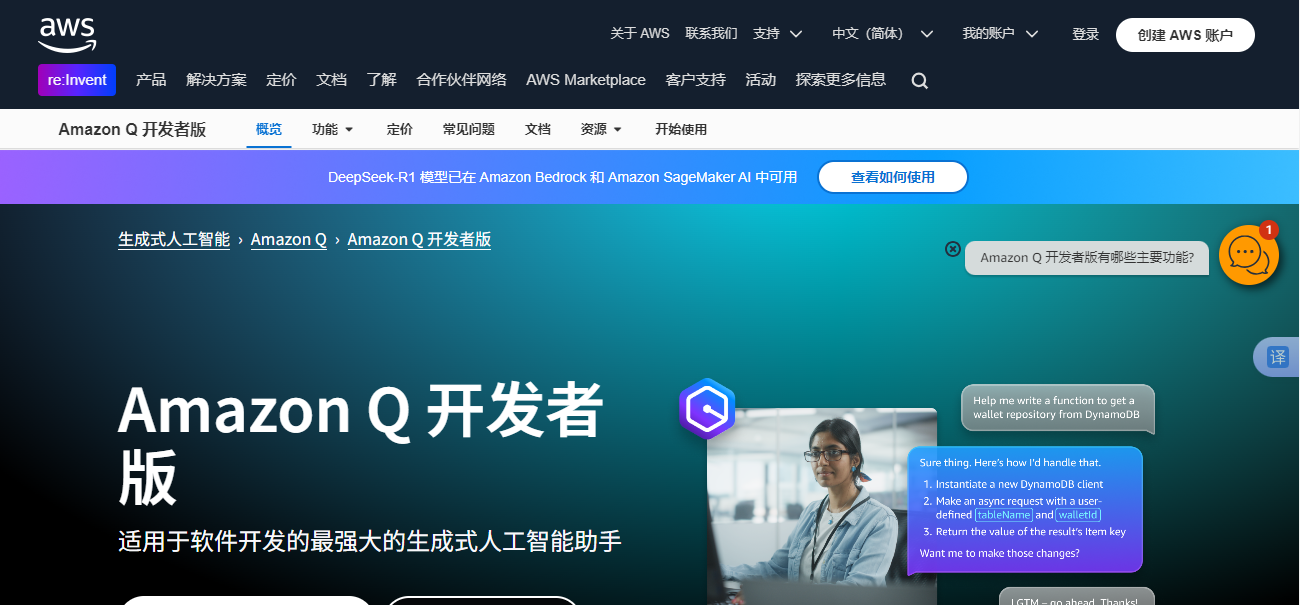 aws
关于 AWS 联系我们 支持 中文（简体） 我的账户 登录 创建 AWS 账户
re:Invent 产品 解决方案 定价 文档 了解 合作伙伴网络 AWS Marketplace 客户支持 活动 探索更多信息
Amazon Q 开发者版 概览 功能 定价 常见问题 文档 资源 开始使用
DeepSeek-R1 模型已在 Amazon Bedrock 和 Amazon SageMaker AI 中可用 查看如何使用
生成式人工智能 › Amazon Q › Amazon Q 开发者版
Amazon Q 开发者版有哪些主要功能?
1
译
Amazon Q 开发者
版
适用于软件开发的最强大的生成式人工智能助手
Help me write a function to get a
wallet repository from DynamoDB
Sure thing. Here's how I'd handle that.
1. Instantiate a new DynamoDB client
2. Make an async request with a user-
defined tableName and walletId
3. Return the value of the result's Item key
Want me to make those changes?
LGTM – go ahead. Thanks!